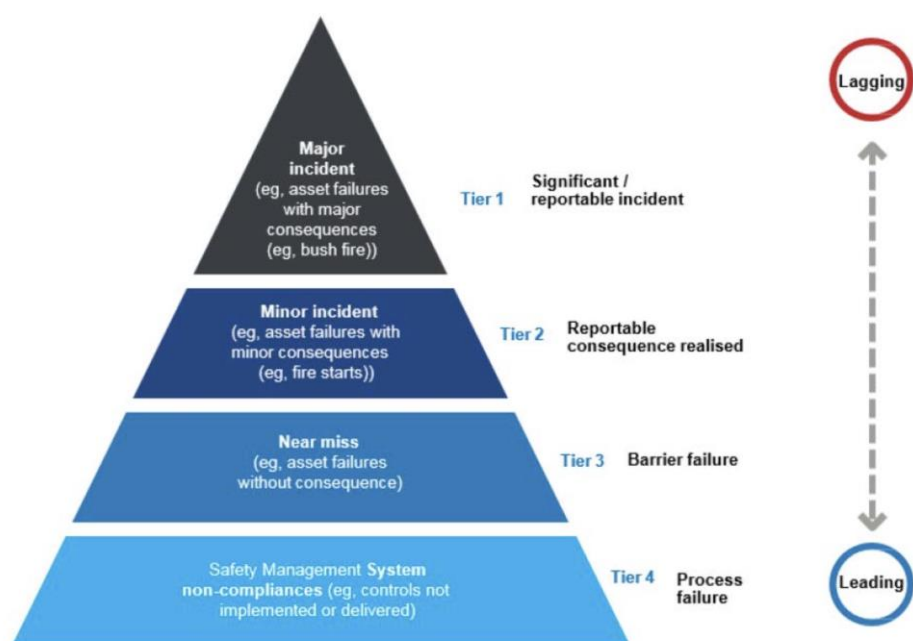 Lagging
Major
incident
(eg, asset failures
with major
consequences
(eg, bush fire))
Tier 1
Significant /
reportable incident
Minor incident
(eg, asset failures with
minor consequences
(eg, fire starts))
Tier 2
Reportable
consequence realised
Near miss
(eg, asset failures
without consequence)
Tier 3
Barrier failure
Safety Management System
non-compliances (eg, controls not
implemented or delivered)
Tier 4
Process
failure
Leading